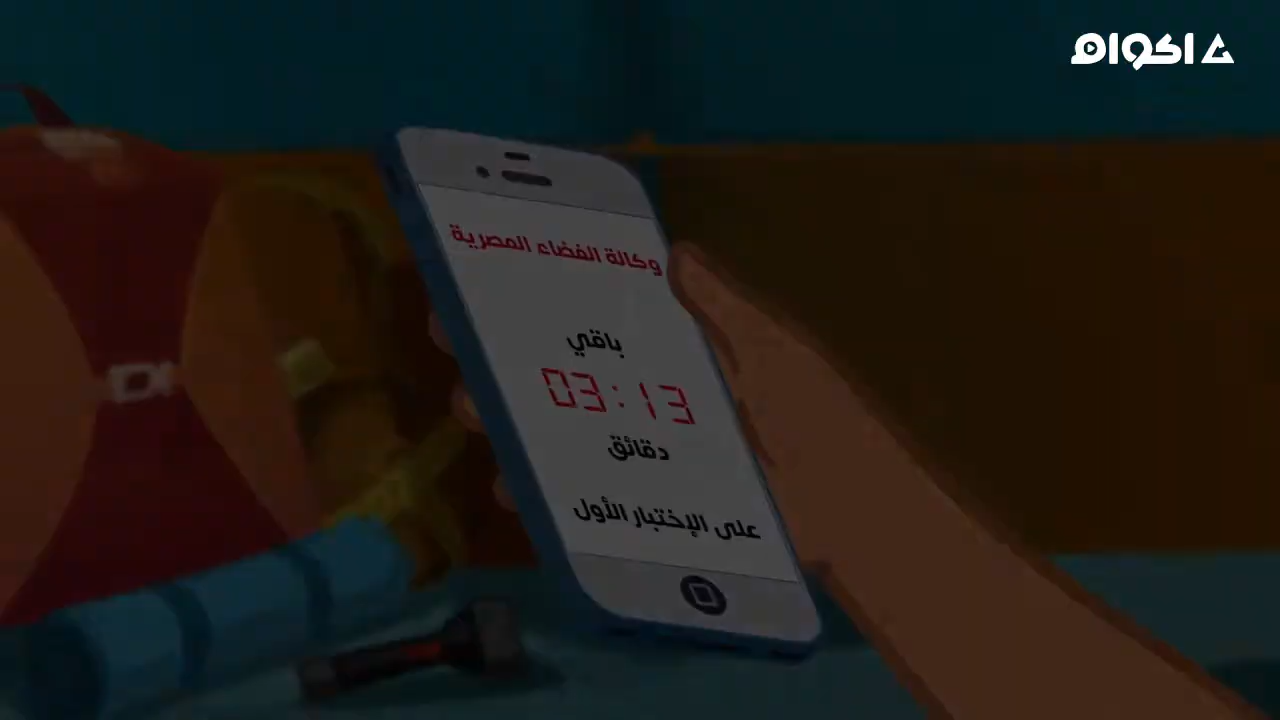 اكوام
وكالة الفضاء المصرية
باقي
03:13
دقائق
على الإختبار الأول